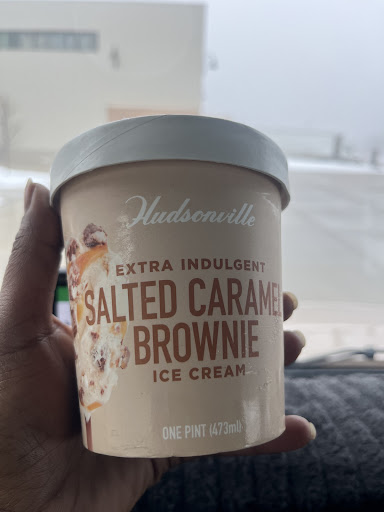 Hudsonville
EXTRA INDULGENT
SALTED CARAMEL
BROWNIE
ICE CREAM
ONE PINT (473ml)